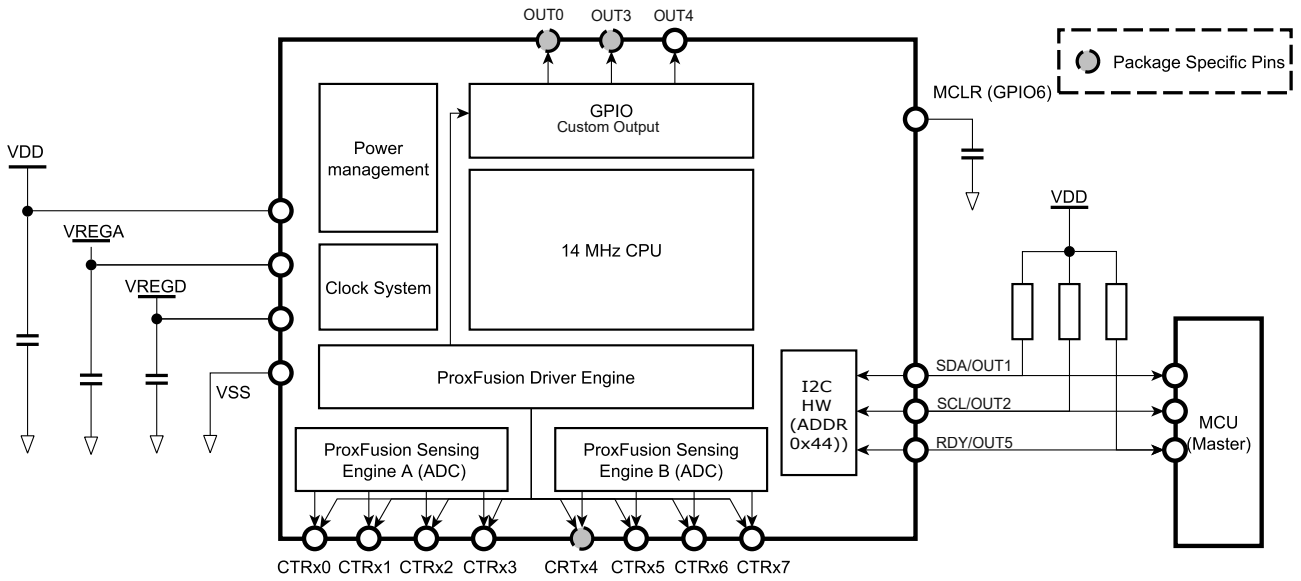 OUT0 OUT3 OUT4
Package Specific Pins
MCLR (GPIO6)
GPIO
Custom Output
Power
management
VDD
VREGA
VREGD
VSS
14 MHz CPU
Clock System
VDD
ProxFusion Driver Engine
I2C
HW
(ADDR
0x44))
SDA/OUT1
SCL/OUT2
RDY/OUT5
MCU
(Master)
ProxFusion Sensing
Engine A (ADC)
ProxFusion Sensing
Engine B (ADC)
CTRx0 CTRx1 CTRx2 CTRx3 CRTx4 CTRx5 CTRx6 CTRx7